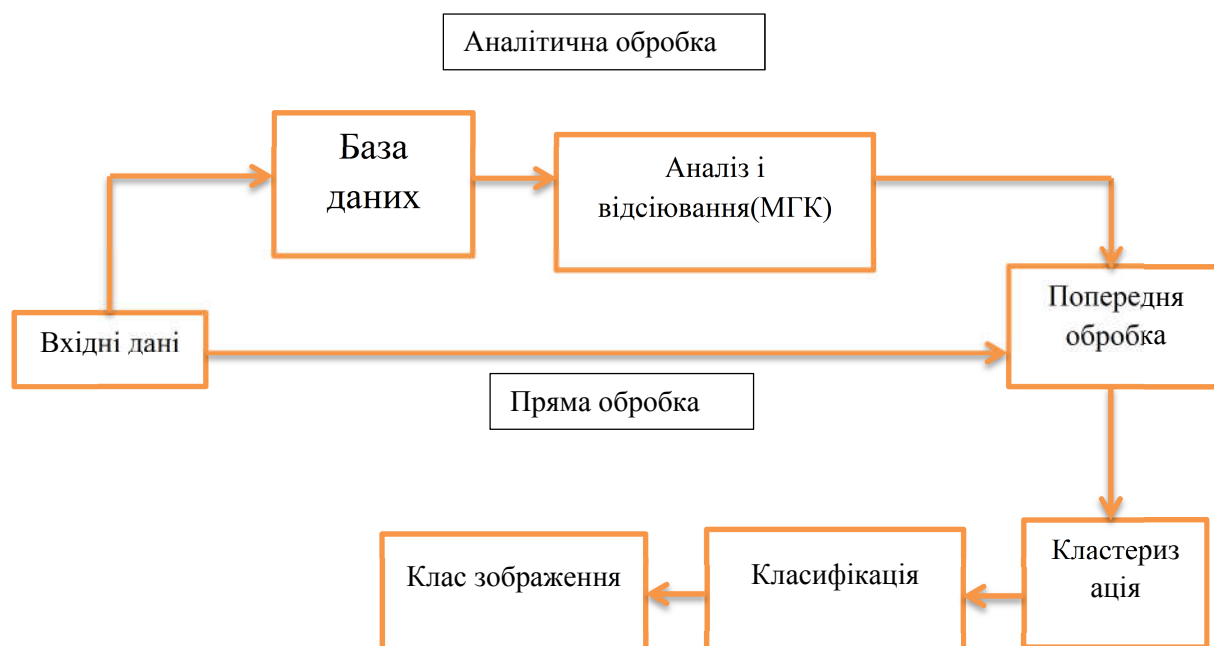 Аналітична обробка
База
даних
Аналіз і
відсіювання(МГК)
Попередня
обробка
Вхідні дані
Пряма обробка
Кластериз
ація
Класифікація
Клас зображення